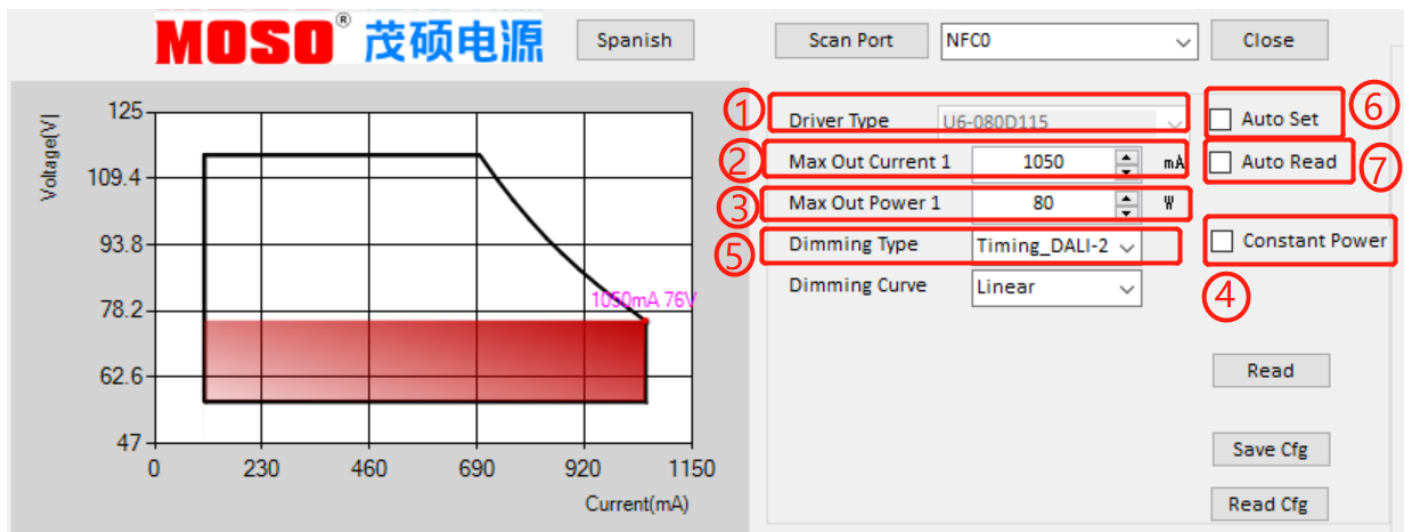 MOSO® 茂硕电源 Spanish Scan Port NFC0 Close
Voltage(V)
125
109.4
93.8
78.2
62.6
47
0 230 460 690 920 1150
Current(mA)
1050mA 76V
① Driver Type U6-080D115 Auto Set ⑥
② Max Out Current 1 1050 mA Auto Read ⑦
③ Max Out Power 1 80 W
⑤ Dimming Type Timing_DALI-2 Constant Power
④
Dimming Curve Linear
Read
Save Cfg
Read Cfg